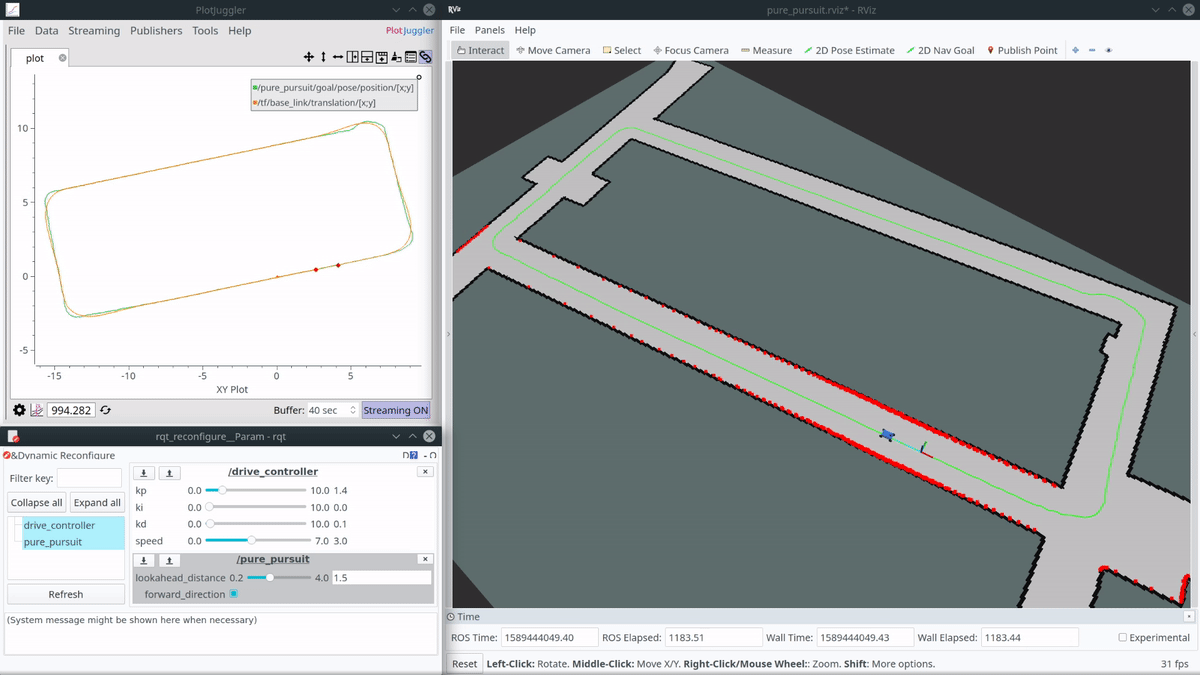 PlotJuggler
File Data Streaming Publishers Tools Help
PlotJuggler
plot
/pure_pursuit/goal/pose/position/[x;y]
/tf/base_link/translation/[x;y]
10
5
0
-5
-15 -10 -5 0 5
XY Plot
994.282
Buffer: 40 sec
Streaming ON
rqt_reconfigure__Param - rqt
&Dynamic Reconfigure
D? - O
Filter key:
Collapse all Expand all
drive_controller
pure_pursuit
Refresh
/drive_controller
kp 0.0 10.0 1.4
ki 0.0 10.0 0.0
kd 0.0 10.0 0.1
speed 0.0 7.0 3.0
/pure_pursuit
lookahead_distance 0.2 4.0 1.5
forward_direction
(System message might be shown here when necessary)
RViz
pure_pursuit.rviz* - RViz
File Panels Help
Interact Move Camera Select Focus Camera Measure 2D Pose Estimate 2D Nav Goal Publish Point
Time
ROS Time: 1589444049.40 ROS Elapsed: 1183.51 Wall Time: 1589444049.43 Wall Elapsed: 1183.44 Experimental
Reset Left-Click: Rotate. Middle-Click: Move X/Y. Right-Click/Mouse Wheel:: Zoom. Shift: More options. 31 fps